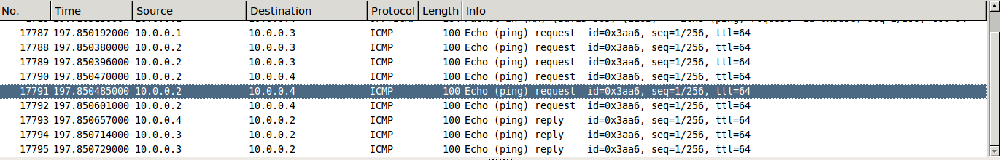 No. Time Source Destination Protocol Length Info
17787 197.850192000 10.0.0.1 10.0.0.3 ICMP 100 Echo (ping) request id=0x3aa6, seq=1/256, ttl=64
17788 197.850380000 10.0.0.2 10.0.0.3 ICMP 100 Echo (ping) request id=0x3aa6, seq=1/256, ttl=64
17789 197.850396000 10.0.0.2 10.0.0.3 ICMP 100 Echo (ping) request id=0x3aa6, seq=1/256, ttl=64
17790 197.850470000 10.0.0.2 10.0.0.4 ICMP 100 Echo (ping) request id=0x3aa6, seq=1/256, ttl=64
17791 197.850485000 10.0.0.2 10.0.0.4 ICMP 100 Echo (ping) request id=0x3aa6, seq=1/256, ttl=64
17792 197.850601000 10.0.0.2 10.0.0.4 ICMP 100 Echo (ping) request id=0x3aa6, seq=1/256, ttl=64
17793 197.850657000 10.0.0.4 10.0.0.2 ICMP 100 Echo (ping) reply id=0x3aa6, seq=1/256, ttl=64
17794 197.850714000 10.0.0.3 10.0.0.2 ICMP 100 Echo (ping) reply id=0x3aa6, seq=1/256, ttl=64
17795 197.850729000 10.0.0.3 10.0.0.2 ICMP 100 Echo (ping) reply id=0x3aa6, seq=1/256, ttl=64